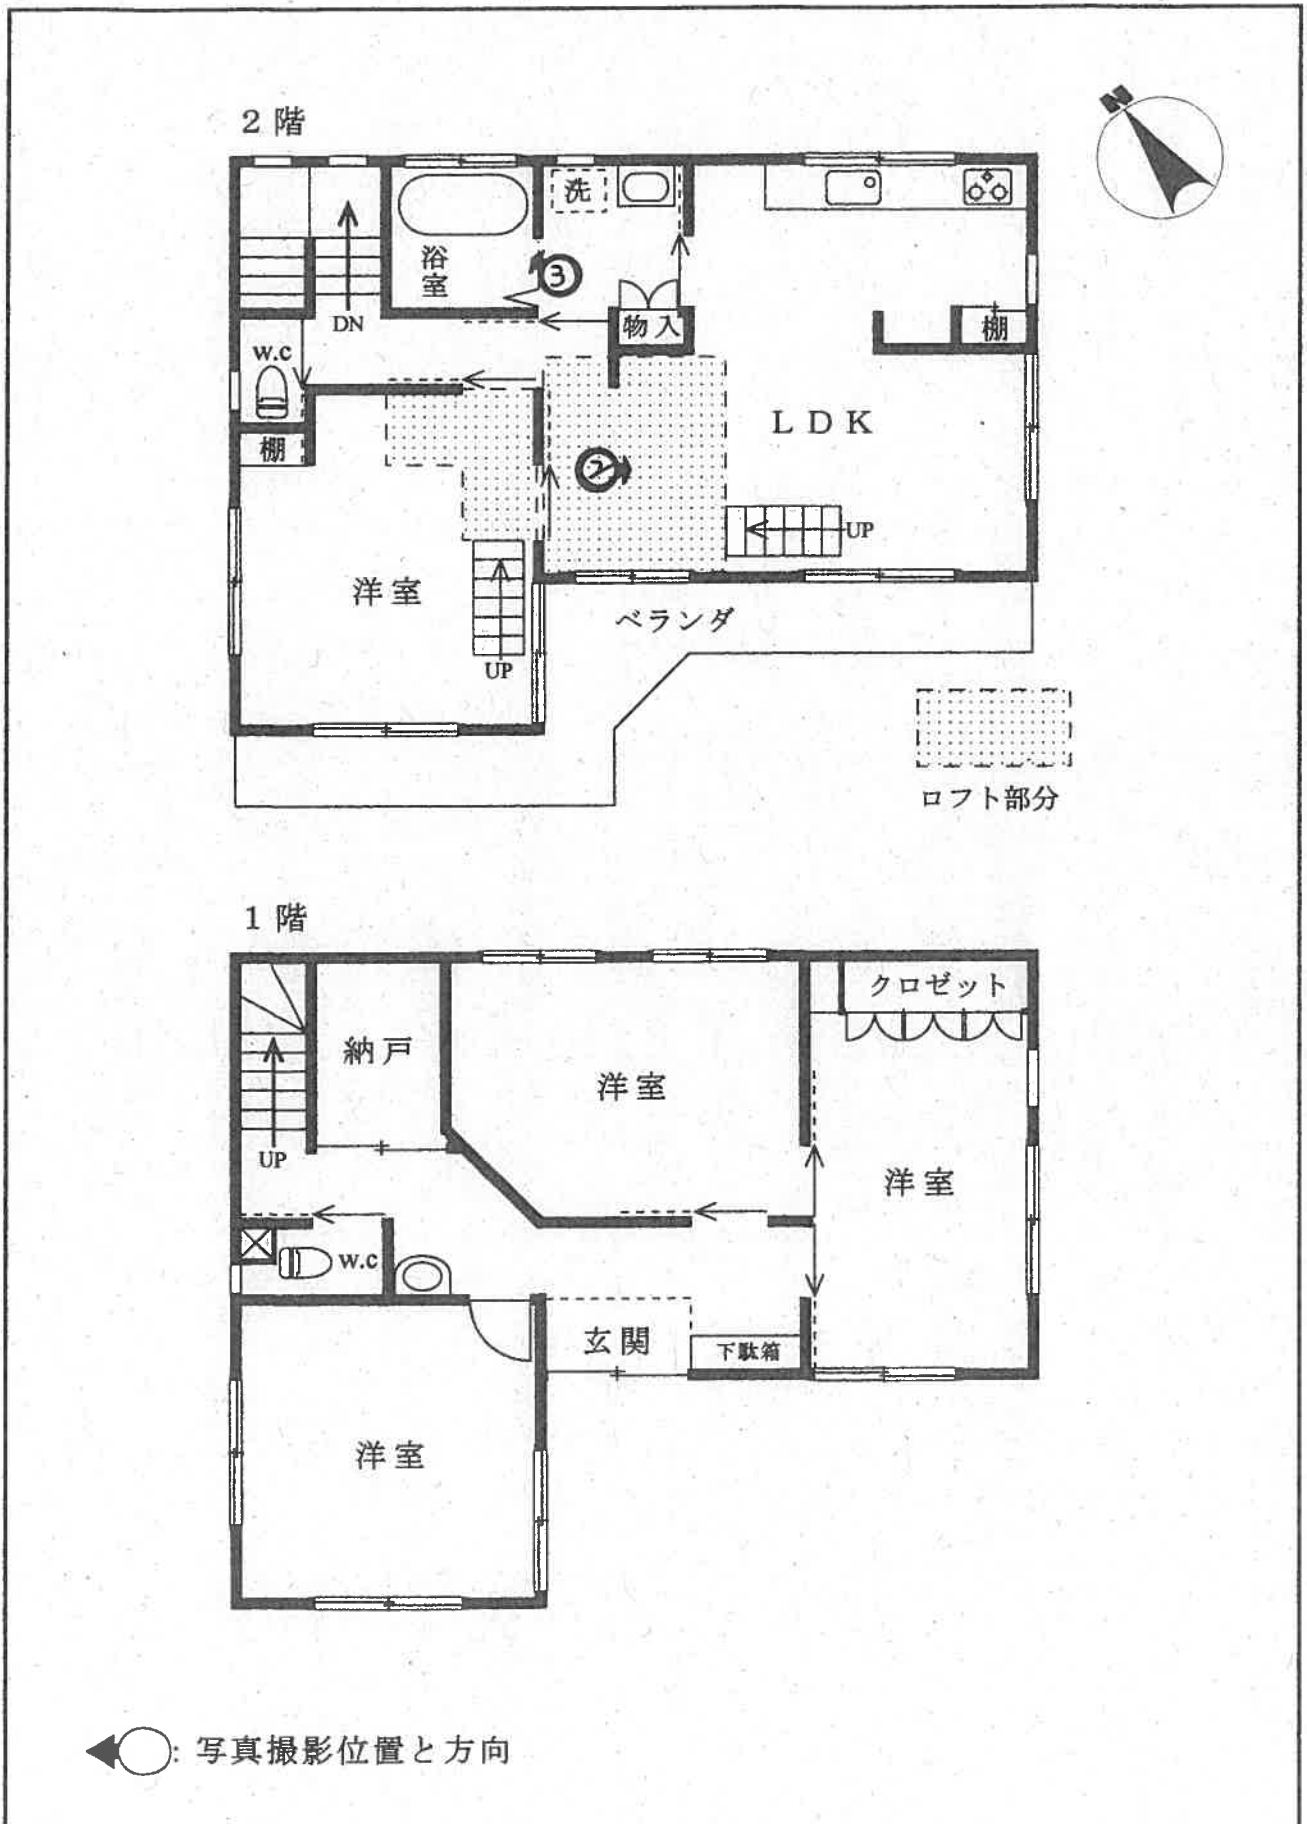 2階
N
洗
浴室
3
DN
物入
棚
W.C
棚
LDK
2
UP
洋室
UP
ベランダ
ロフト部分
1階
クロゼット
納戸
洋室
洋室
UP
W.C
玄関
下駄箱
洋室
: 写真撮影位置と方向